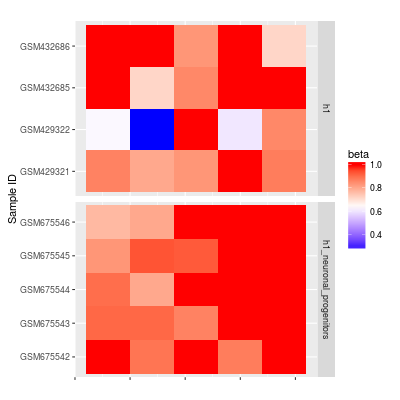 GSM432686
GSM432685
GSM429322
GSM429321
h1
GSM675546
GSM675545
GSM675544
GSM675543
GSM675542
h1_neuronal_progenitors
Sample ID
beta
1.0
0.8
0.6
0.4